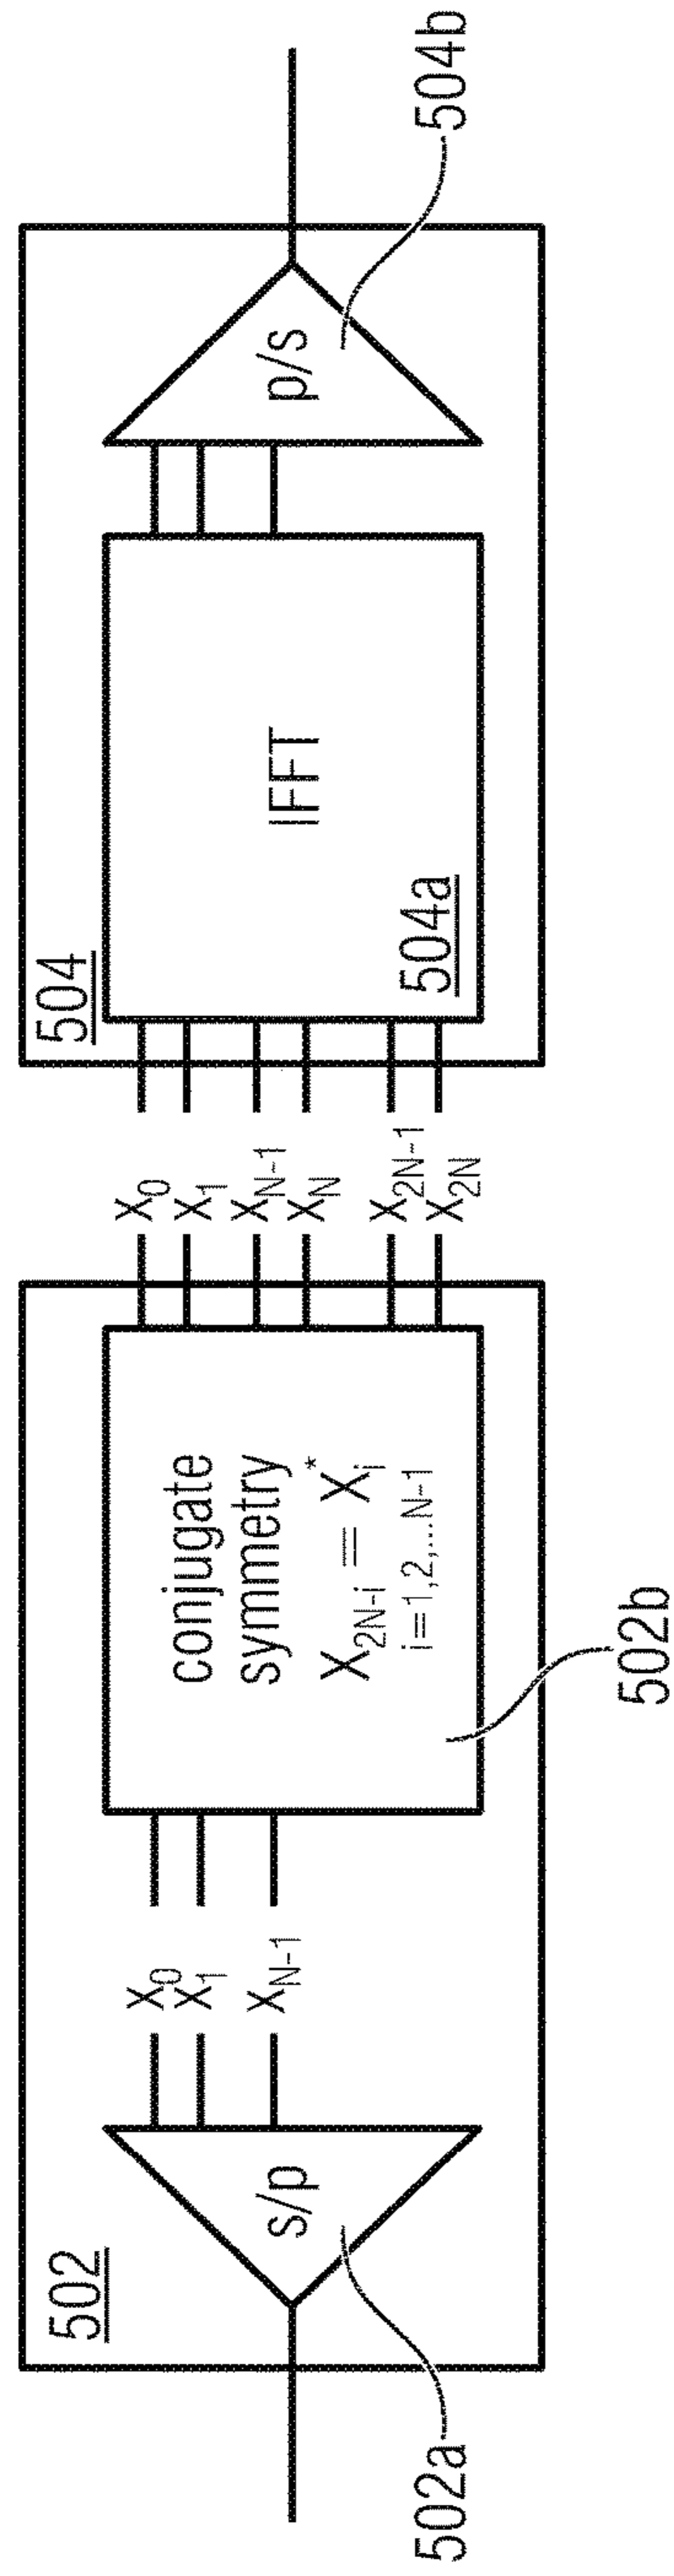 502
s/p
502a
X0
X1
XN-1
conjugate
symmetry
X2N-i = Xi*
i=1,2,...N-1
502b
X0
X1
XN-1
XN
X2N-1
X2N
504
IFFT
504a
p/s
504b